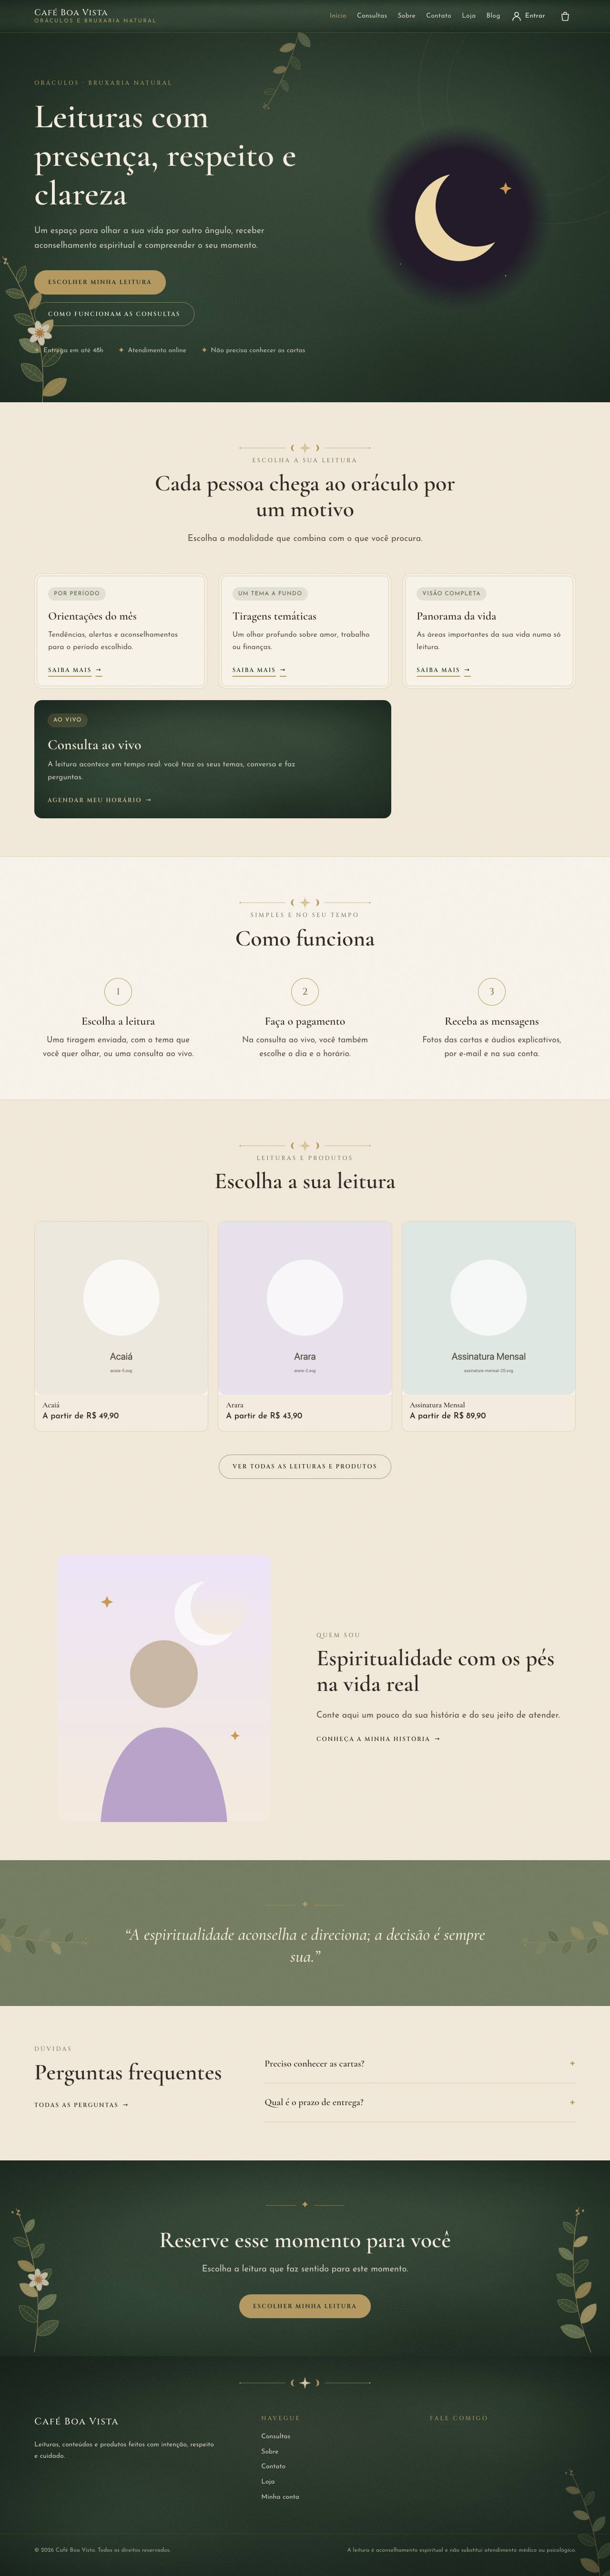 CAFÉ BOA VISTA
ORÁCULOS E BRUXARIA NATURAL
Início Consultas Sobre Contato Loja Blog Entrar
ORÁCULOS · BRUXARIA NATURAL
Leituras com
presença, respeito e
clareza
Um espaço para olhar a sua vida por outro ângulo, receber
aconselhamento espiritual e compreender o seu momento.
ESCOLHER MINHA LEITURA
COMO FUNCIONAM AS CONSULTAS
Entrega em até 48h Atendimento online Não precisa conhecer as cartas
ESCOLHA A SUA LEITURA
Cada pessoa chega ao oráculo por
um motivo
Escolha a modalidade que combina com o que você procura.
POR PERÍODO
Orientações do mês
Tendências, alertas e aconselhamentos
para o período escolhido.
SAIBA MAIS →
UM TEMA A FUNDO
Tiragens temáticas
Um olhar profundo sobre amor, trabalho
ou finanças.
SAIBA MAIS →
VISÃO COMPLETA
Panorama da vida
As áreas importantes da sua vida numa só
leitura.
SAIBA MAIS →
AO VIVO
Consulta ao vivo
A leitura acontece em tempo real: você traz os seus temas, conversa e faz
perguntas.
AGENDAR MEU HORÁRIO →
SIMPLES E NO SEU TEMPO
Como funciona
1
Escolha a leitura
Uma tiragem enviada, com o tema que
você quer olhar, ou uma consulta ao vivo.
2
Faça o pagamento
Na consulta ao vivo, você também
escolhe o dia e o horário.
3
Receba as mensagens
Fotos das cartas e áudios explicativos,
por e-mail e na sua conta.
LEITURAS E PRODUTOS
Escolha a sua leitura
Acaiá
acaia-5.svg
Acaiá
A partir de R$ 49,90
Arara
arara-2.svg
Arara
A partir de R$ 43,90
Assinatura Mensal
assinatura-mensal-20.svg
Assinatura Mensal
A partir de R$ 89,90
VER TODAS AS LEITURAS E PRODUTOS
QUEM SOU
Espiritualidade com os pés
na vida real
Conte aqui um pouco da sua história e do seu jeito de atender.
CONHEÇA A MINHA HISTÓRIA →
“A espiritualidade aconselha e direciona; a decisão é sempre
sua.”
DÚVIDAS
Perguntas frequentes
TODAS AS PERGUNTAS →
Preciso conhecer as cartas?
Qual é o prazo de entrega?
Reserve esse momento para você
Escolha a leitura que faz sentido para este momento.
ESCOLHER MINHA LEITURA
CAFÉ BOA VISTA
Leituras, conteúdos e produtos feitos com intenção, respeito
e cuidado.
NAVEGUE
Consultas
Sobre
Contato
Loja
Minha conta
FALE COMIGO
© 2026 Café Boa Vista. Todos os direitos reservados.
A leitura é aconselhamento espiritual e não substitui atendimento médico ou psicológico.